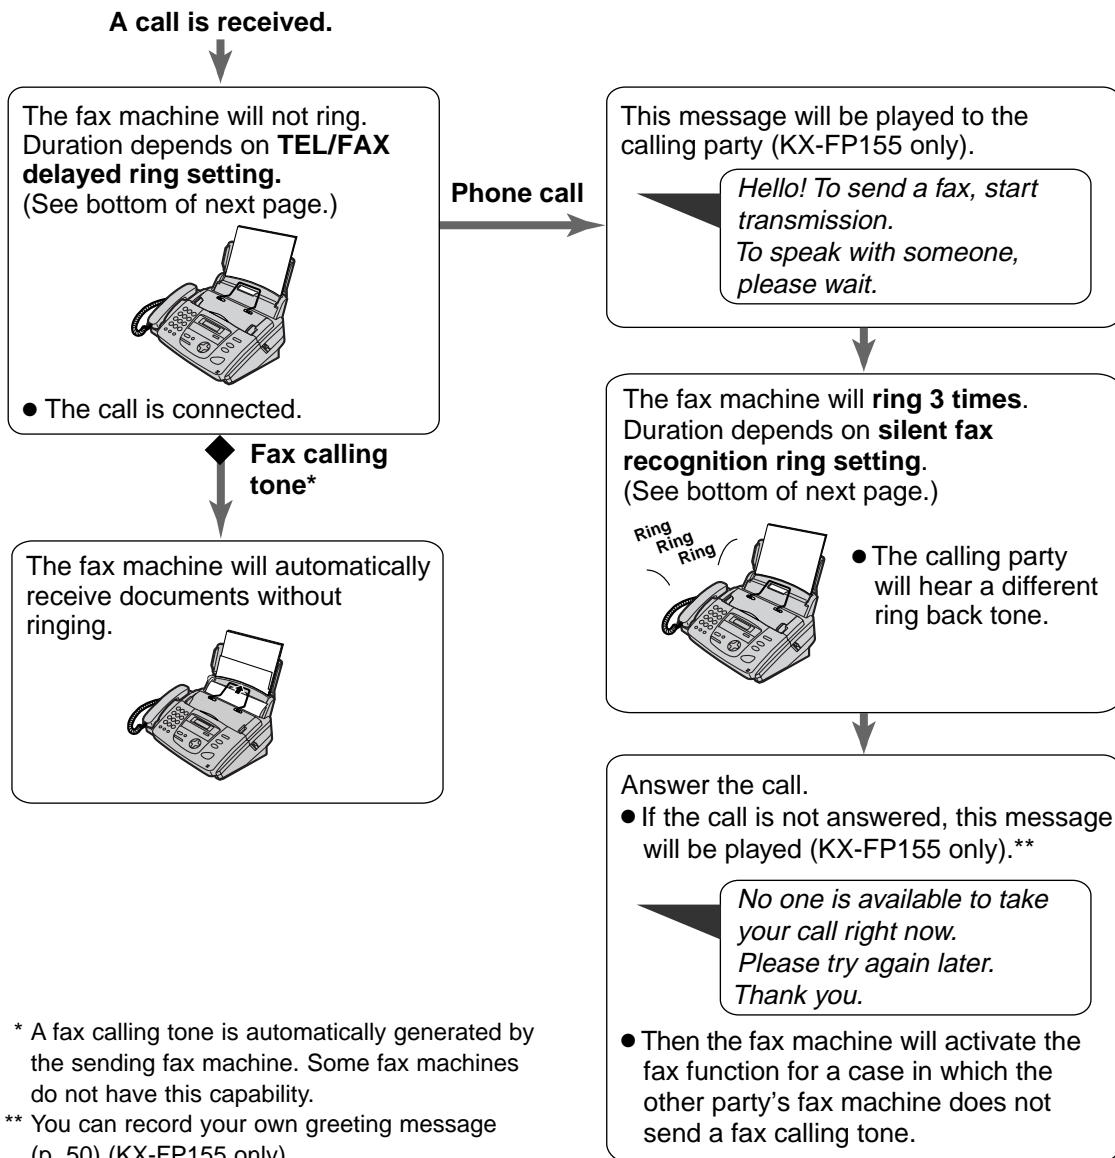 A call is received.
The fax machine will not ring.
Duration depends on TEL/FAX
delayed ring setting.
(See bottom of next page.)
● The call is connected.
Phone call
This message will be played to the
calling party (KX-FP155 only).
Hello! To send a fax, start
transmission.
To speak with someone,
please wait.
Fax calling
tone*
The fax machine will automatically
receive documents without
ringing.
The fax machine will ring 3 times.
Duration depends on silent fax
recognition ring setting.
(See bottom of next page.)
Ring
Ring
Ring
● The calling party
will hear a different
ring back tone.
Answer the call.
● If the call is not answered, this message
will be played (KX-FP155 only).**
No one is available to take
your call right now.
Please try again later.
Thank you.
● Then the fax machine will activate the
fax function for a case in which the
other party's fax machine does not
send a fax calling tone.
* A fax calling tone is automatically generated by
the sending fax machine. Some fax machines
do not have this capability.
** You can record your own greeting message
(p. 50) (KX-FP155 only)